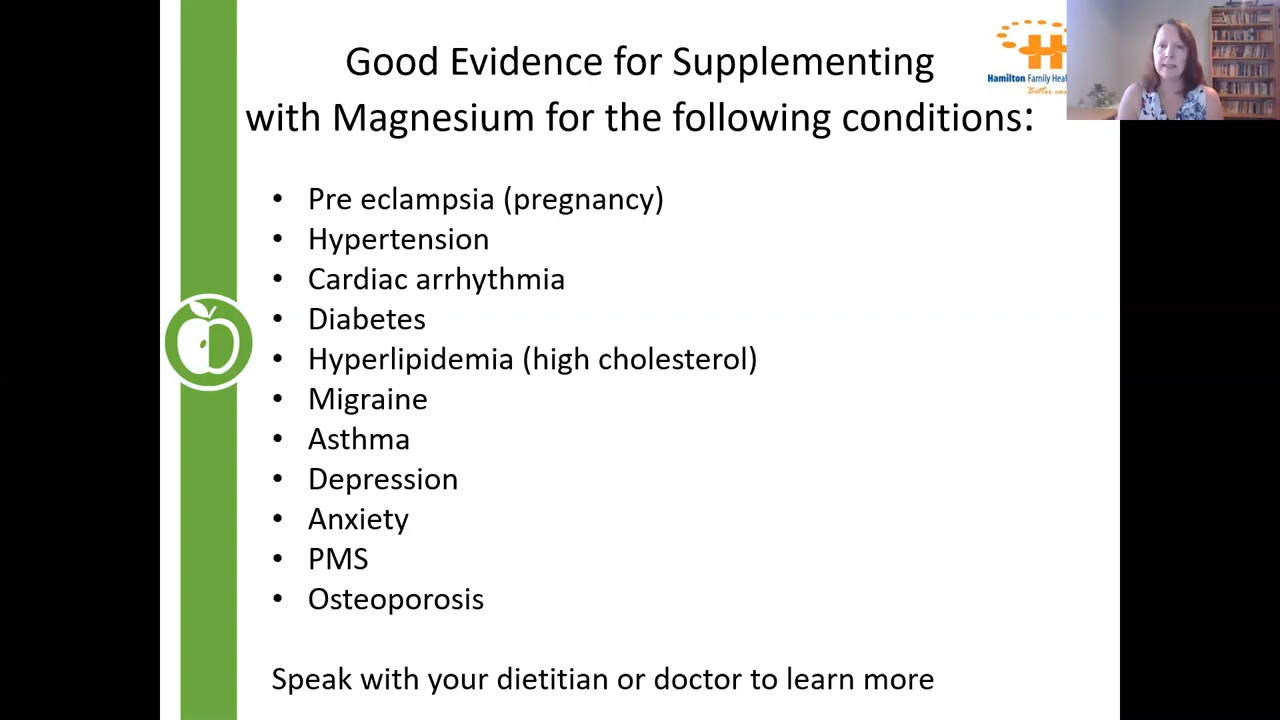 Good Evidence for Supplementing
with Magnesium for the following conditions:
Hamilton Family Heal
Better
• Pre eclampsia (pregnancy)
• Hypertension
• Cardiac arrhythmia
• Diabetes
• Hyperlipidemia (high cholesterol)
• Migraine
• Asthma
• Depression
• Anxiety
• PMS
• Osteoporosis
Speak with your dietitian or doctor to learn more